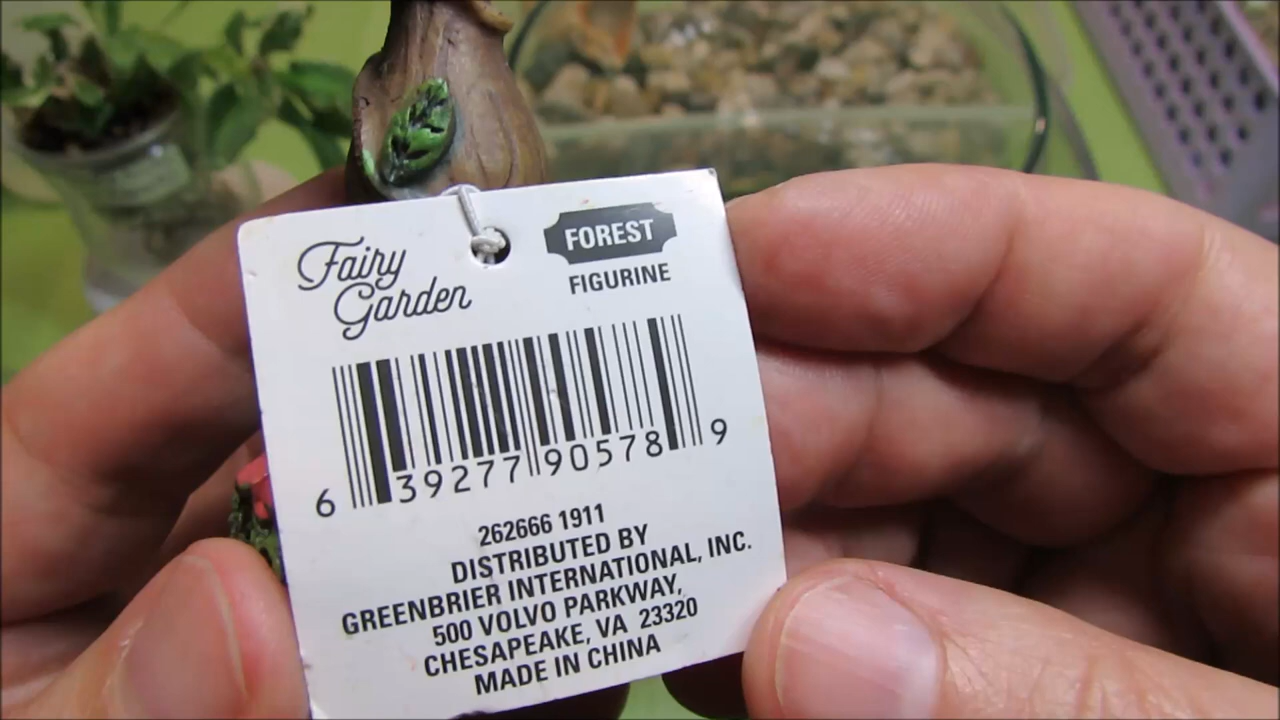 Fairy
Garden
FOREST
FIGURINE
6 39277 90578 9
262666 1911
DISTRIBUTED BY
GREENBRIER INTERNATIONAL, INC.
500 VOLVO PARKWAY,
CHESAPEAKE, VA 23320
MADE IN CHINA